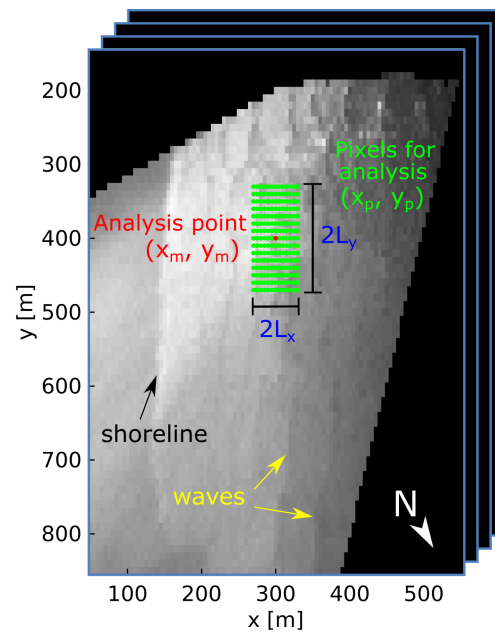 200
300
400
500
600
700
800
y [m]
Pixels for
analysis
(xp, yp)
Analysis point
(xm, ym)
2Ly
2Lx
shoreline
waves
N
100
200
300
400
500
x [m]